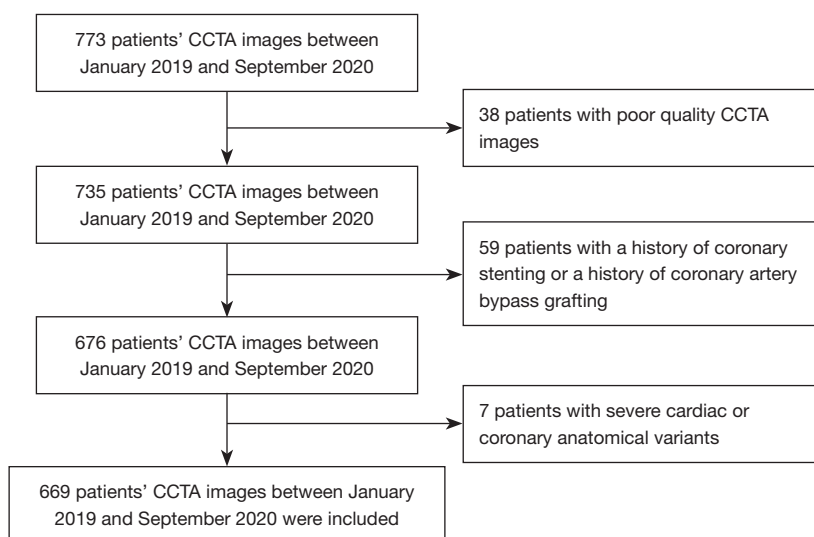 773 patients’ CCTA images between
January 2019 and September 2020
38 patients with poor quality CCTA
images
735 patients’ CCTA images between
January 2019 and September 2020
59 patients with a history of coronary
stenting or a history of coronary artery
bypass grafting
676 patients’ CCTA images between
January 2019 and September 2020
7 patients with severe cardiac or
coronary anatomical variants
669 patients’ CCTA images between January
2019 and September 2020 were included